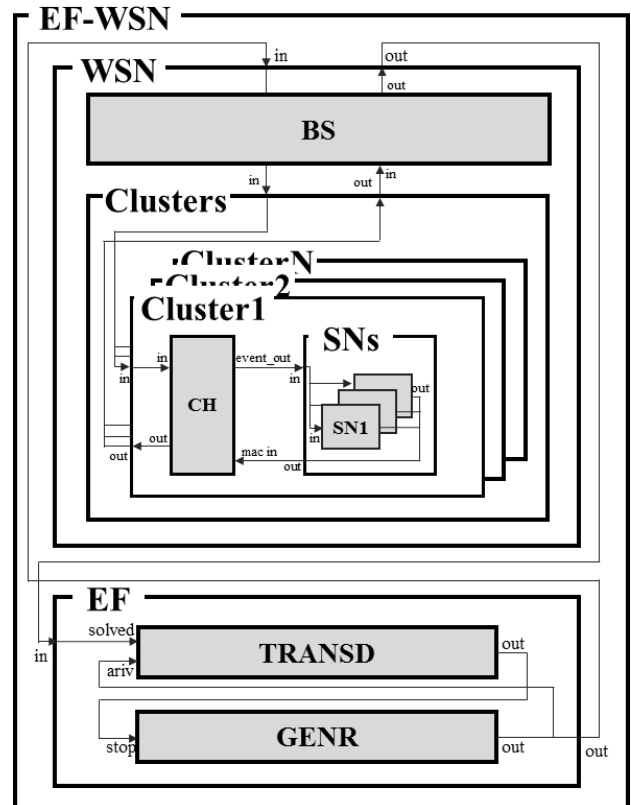 EF-WSN
in
out
WSN
out
BS
in
out
in
Clusters
ClusterN
Cluster2
Cluster1
SNs
in
event_out
in
out
in
CH
SN1
in
out
mac in
out
out
EF
solved
TRANSD
out
in
ariv
stop
GENR
out
out